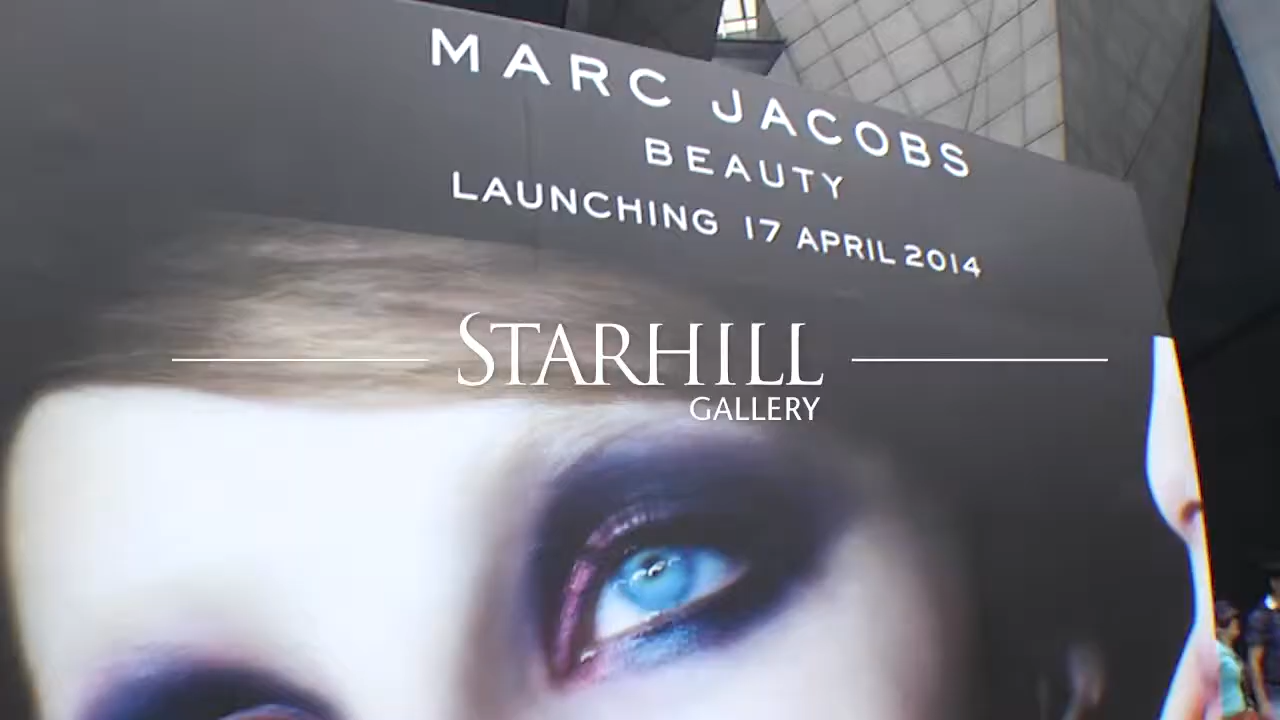 MARC JACOBS
BEAUTY
LAUNCHING 17 APRIL 2014
STARHILL
GALLERY